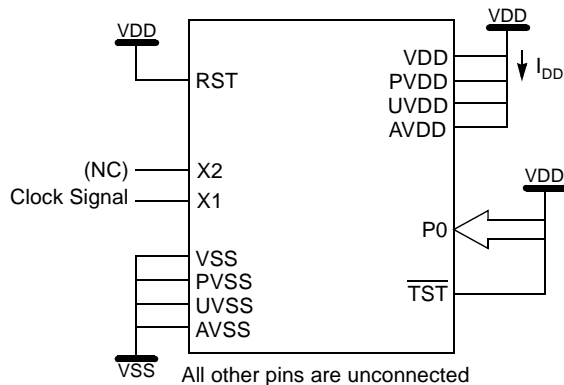 VDD
RST
(NC)
X2
Clock Signal
X1
VSS
PVSS
UVSS
AVSS
VSS
VDD
VDD
PVDD
UVDD
AVDD
I_DD
VDD
P0
TST
All other pins are unconnected